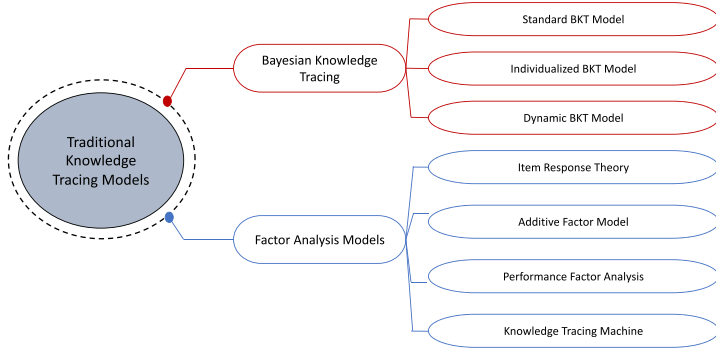 Traditional
Knowledge
Tracing Models
Bayesian Knowledge
Tracing
Standard BKT Model
Individualized BKT Model
Dynamic BKT Model
Factor Analysis Models
Item Response Theory
Additive Factor Model
Performance Factor Analysis
Knowledge Tracing Machine